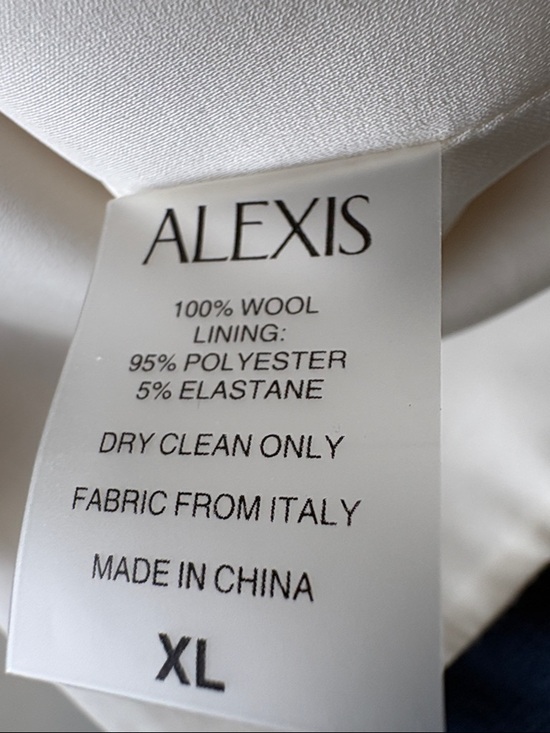 ALEXIS
100% WOOL
LINING:
95% POLYESTER
5% ELASTANE
DRY CLEAN ONLY
FABRIC FROM ITALY
MADE IN CHINA
XL